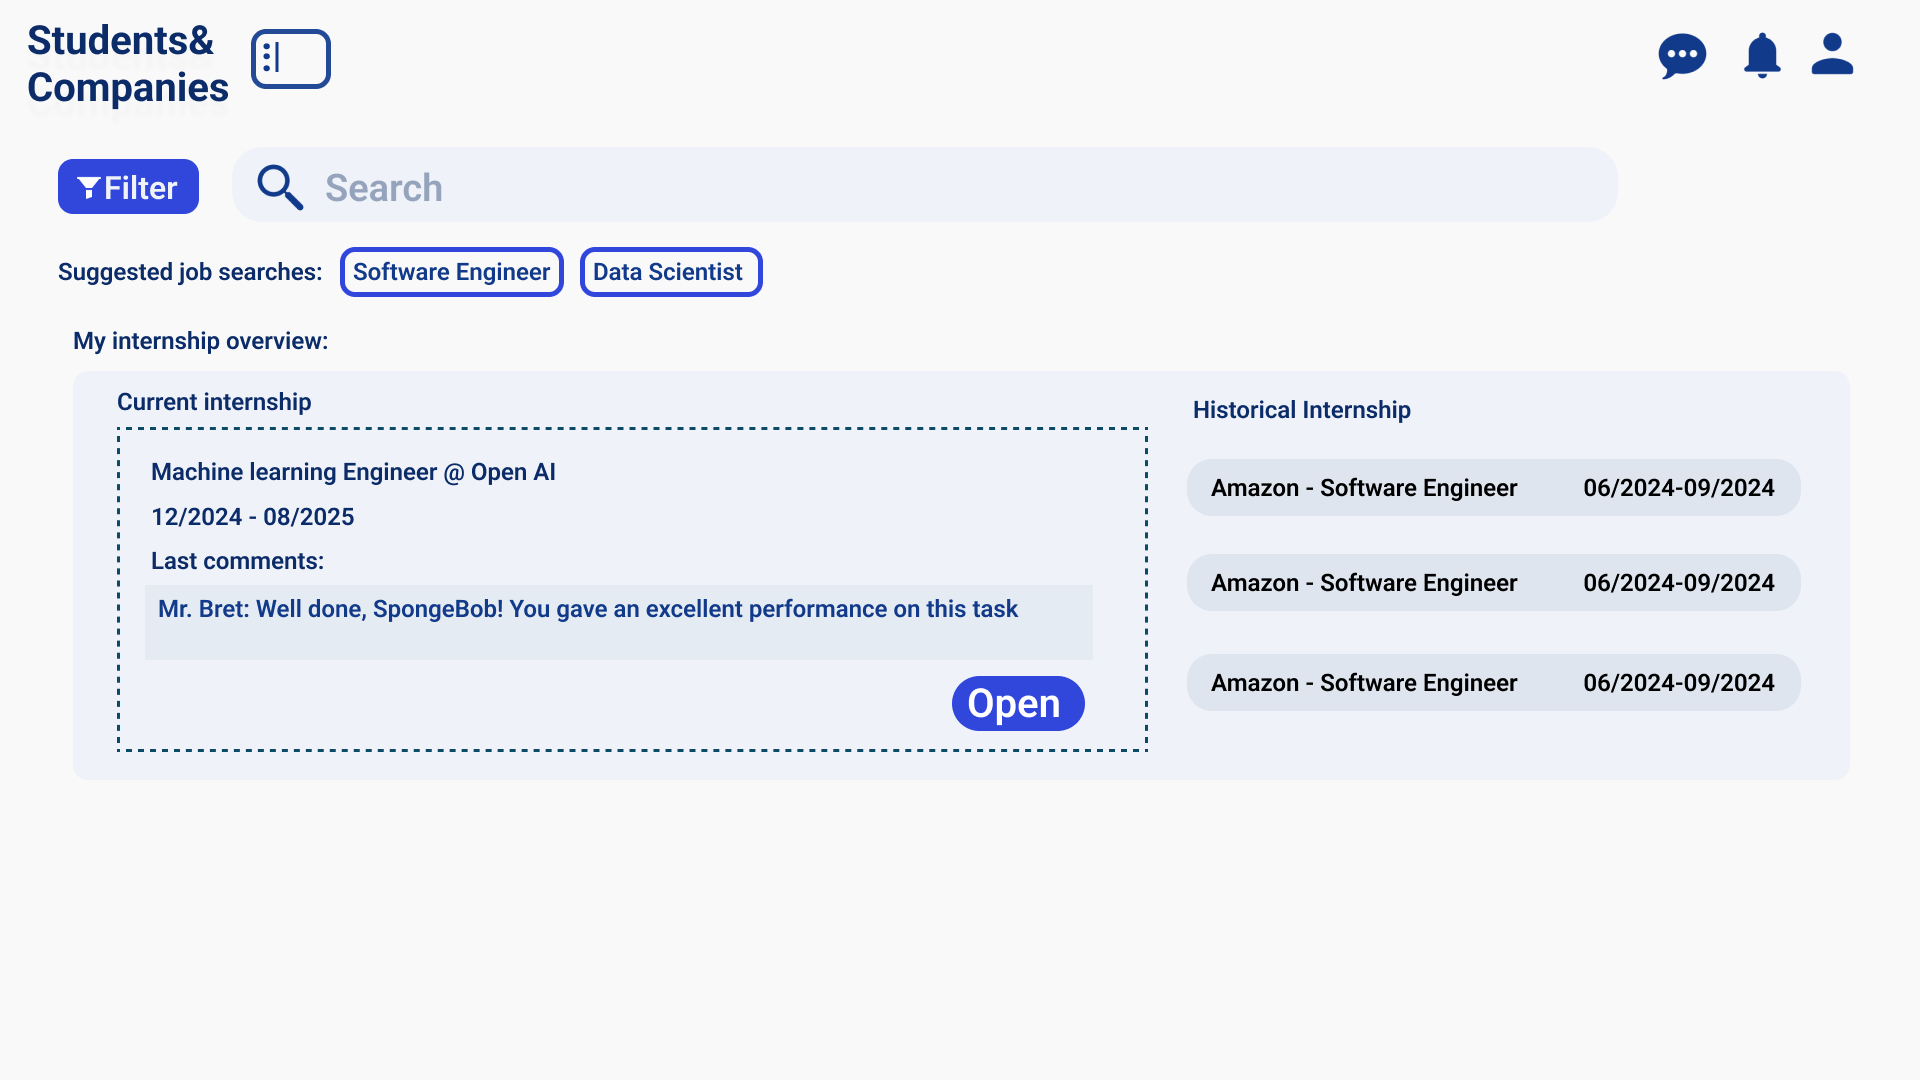 Students&
Companies
Filter
Search
Suggested job searches:
Software Engineer
Data Scientist
My internship overview:
Current internship
Machine learning Engineer @ Open AI
12/2024 - 08/2025
Last comments:
Mr. Bret: Well done, SpongeBob! You gave an excellent performance on this task
Open
Historical Internship
Amazon - Software Engineer 06/2024-09/2024
Amazon - Software Engineer 06/2024-09/2024
Amazon - Software Engineer 06/2024-09/2024